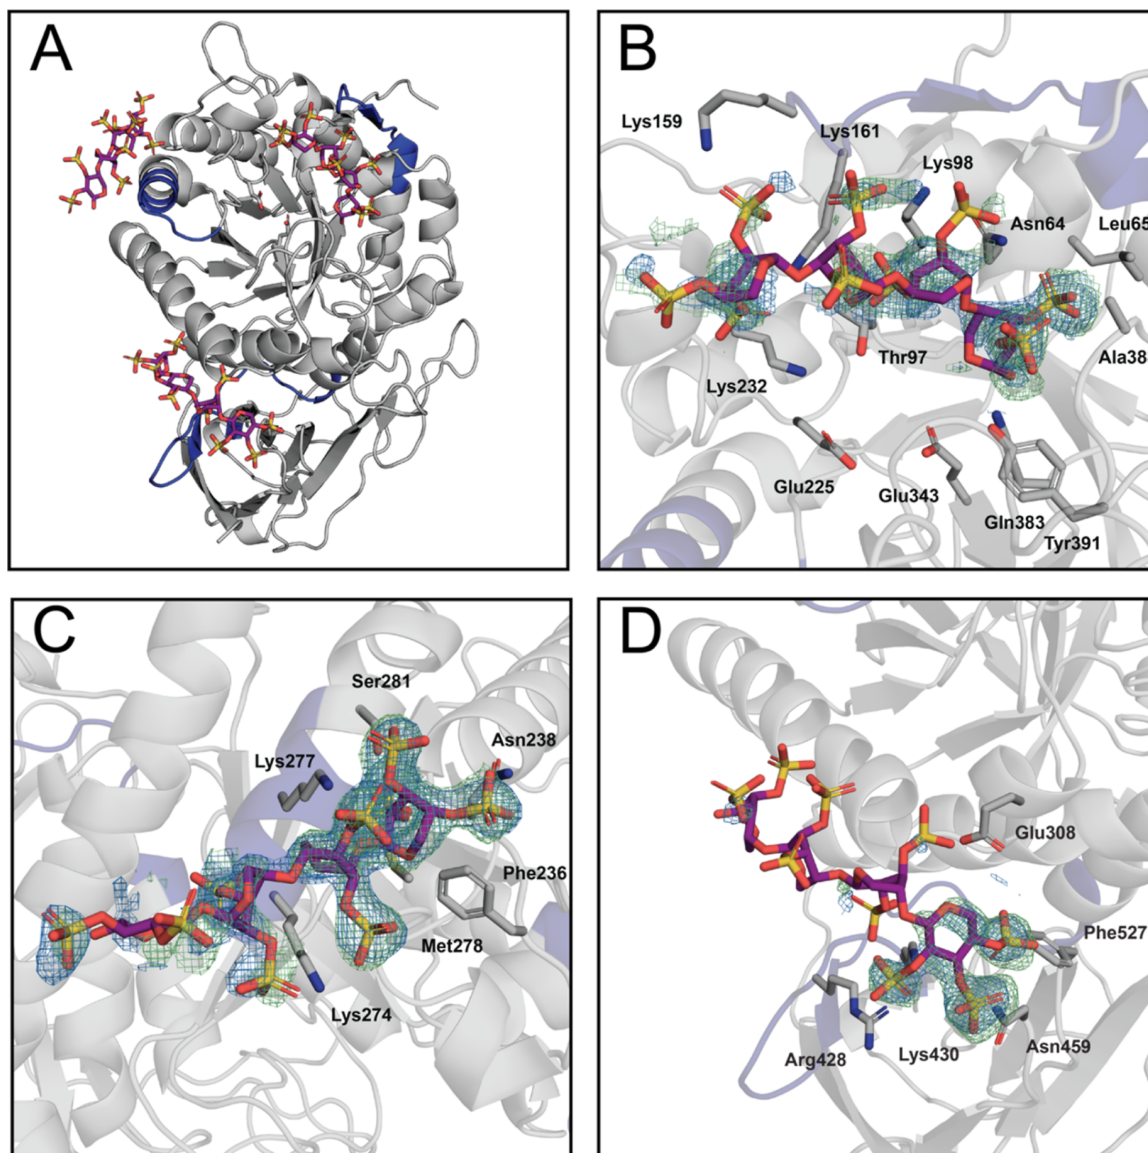 A
B
Lys159
Lys161
Lys98
Asn64
Leu65
Thr97
Ala38
Lys232
Glu225
Glu343
Gln383
Tyr391
C
Ser281
Asn238
Lys277
Phe236
Met278
Lys274
D
Glu308
Phe527
Arg428
Lys430
Asn459